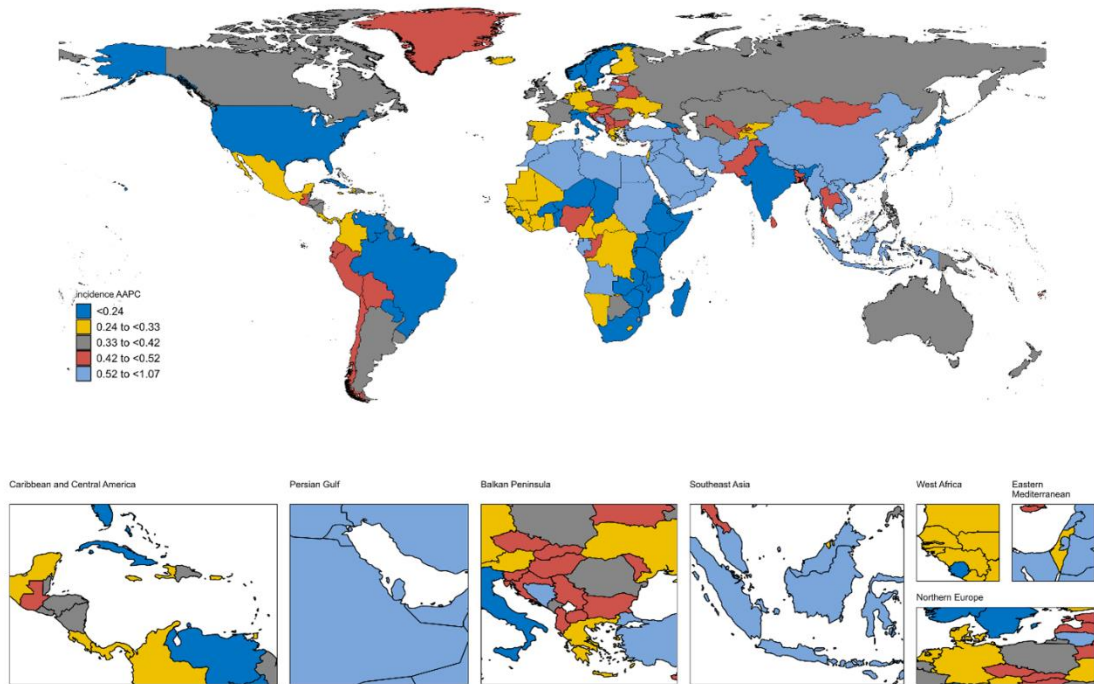 incidence AAPC
<0.24
0.24 to <0.33
0.33 to <0.42
0.42 to <0.52
0.52 to <1.07
Caribbean and Central America
Persian Gulf
Balkan Peninsula
Southeast Asia
West Africa
Eastern
Mediterranean
Northern Europe